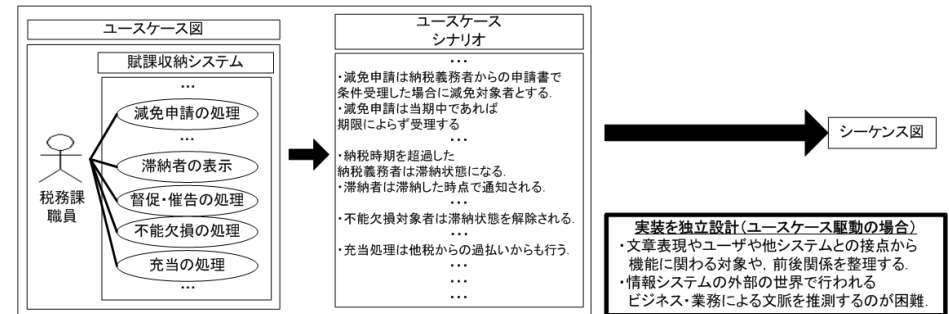 ユースケース図
賦課収納システム
…
減免申請の処理
…
滞納者の表示
督促・催告の処理
不能欠損の処理
充当の処理
…
税務課
職員
ユースケース
シナリオ
…
・減免申請は納税義務者からの申請書で
条件受理した場合に減免対象者とする.
・減免申請は当期中であれば
期限によらず受理する
…
・納税時期を超過した
納税義務者は滞納状態になる.
・滞納者は滞納した時点で通知される.
…
・不能欠損対象者は滞納状態を解除される.
…
・充当処理は他税からの過払いからも行う.
…
…
…
シーケンス図
実装を独立設計(ユースケース駆動の場合)
・文章表現やユーザや他システムとの接点から
機能に関わる対象や, 前後関係を整理する.
・情報システムの外部の世界で行われる
ビジネス・業務による文脈を推測するのが困難.